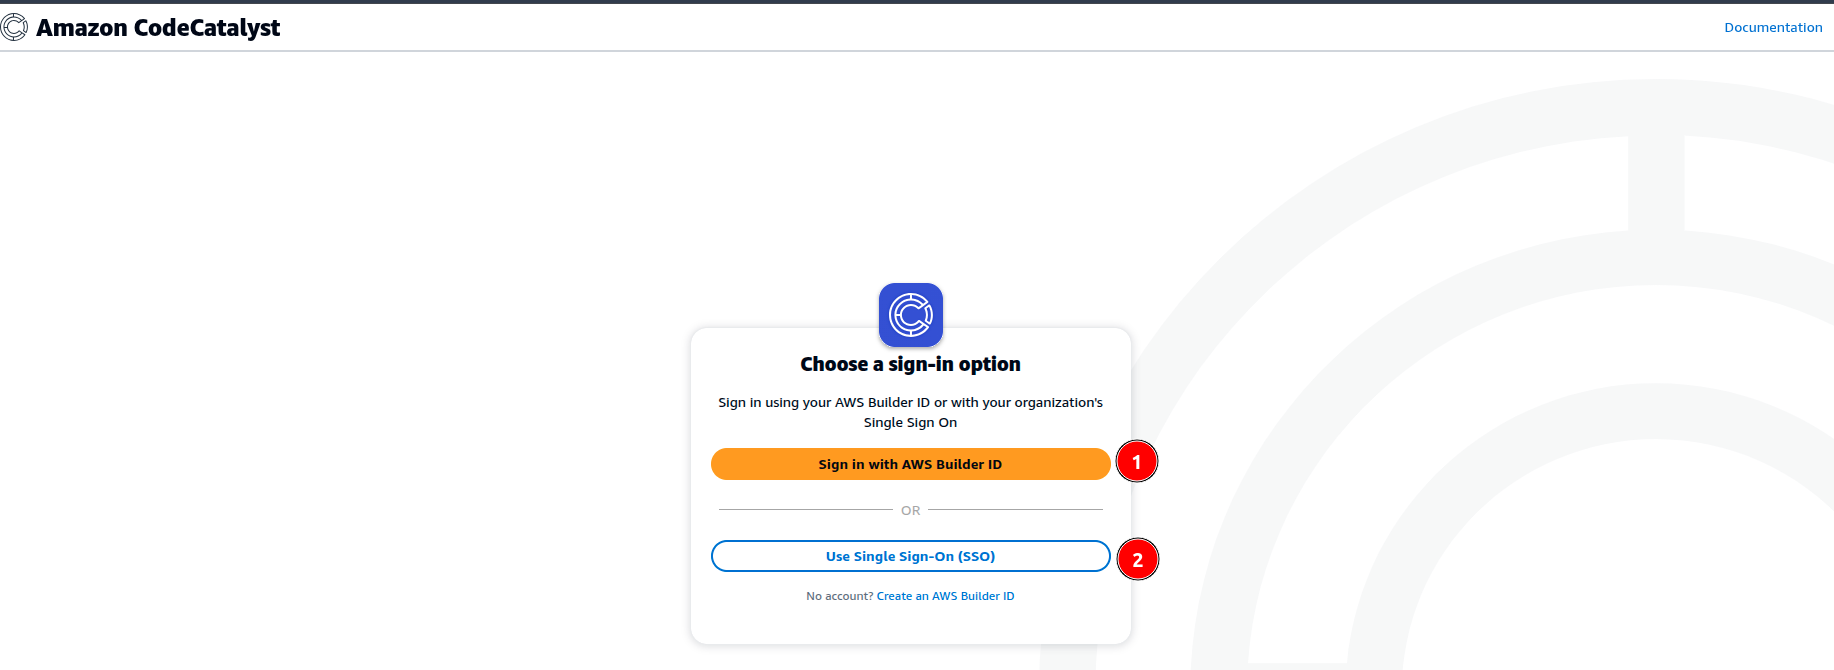 Amazon CodeCatalyst
Documentation
Choose a sign-in option
Sign in using your AWS Builder ID or with your organization's
Single Sign On
Sign in with AWS Builder ID
1
OR
Use Single Sign-On (SSO)
2
No account? Create an AWS Builder ID